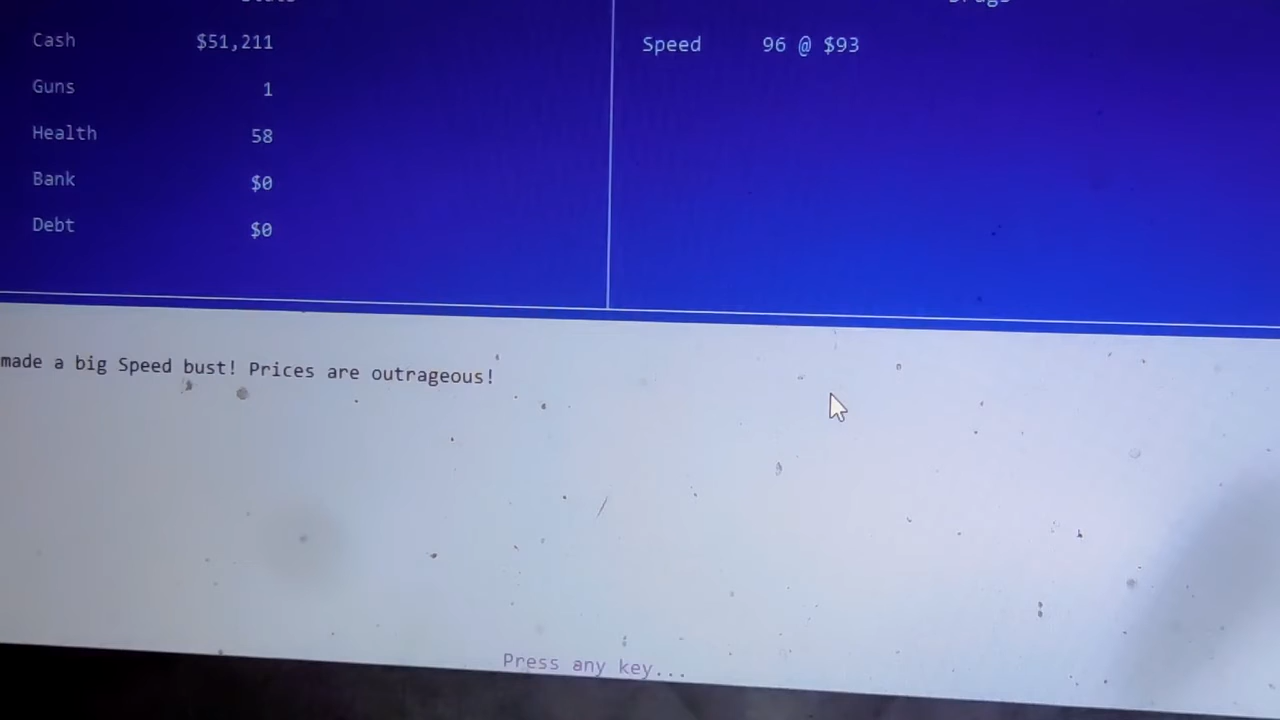 Cash $51,211
Speed 96 @ $93
Guns 1
Health 58
Bank $0
Debt $0
made a big Speed bust! Prices are outrageous!
Press any key...